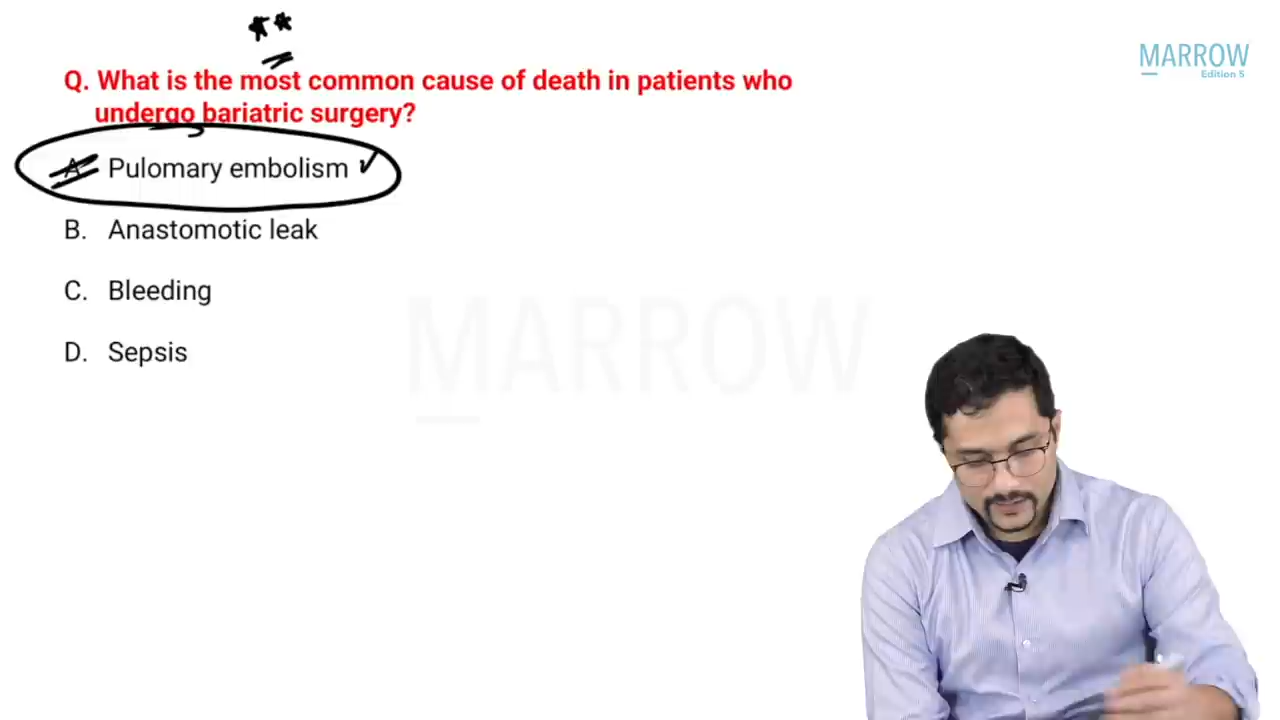 **
MARROW
Edition 5
Q. What is the most common cause of death in patients who
undergo bariatric surgery?
A. Pulomary embolism ✓
B. Anastomotic leak
C. Bleeding
D. Sepsis
MARROW